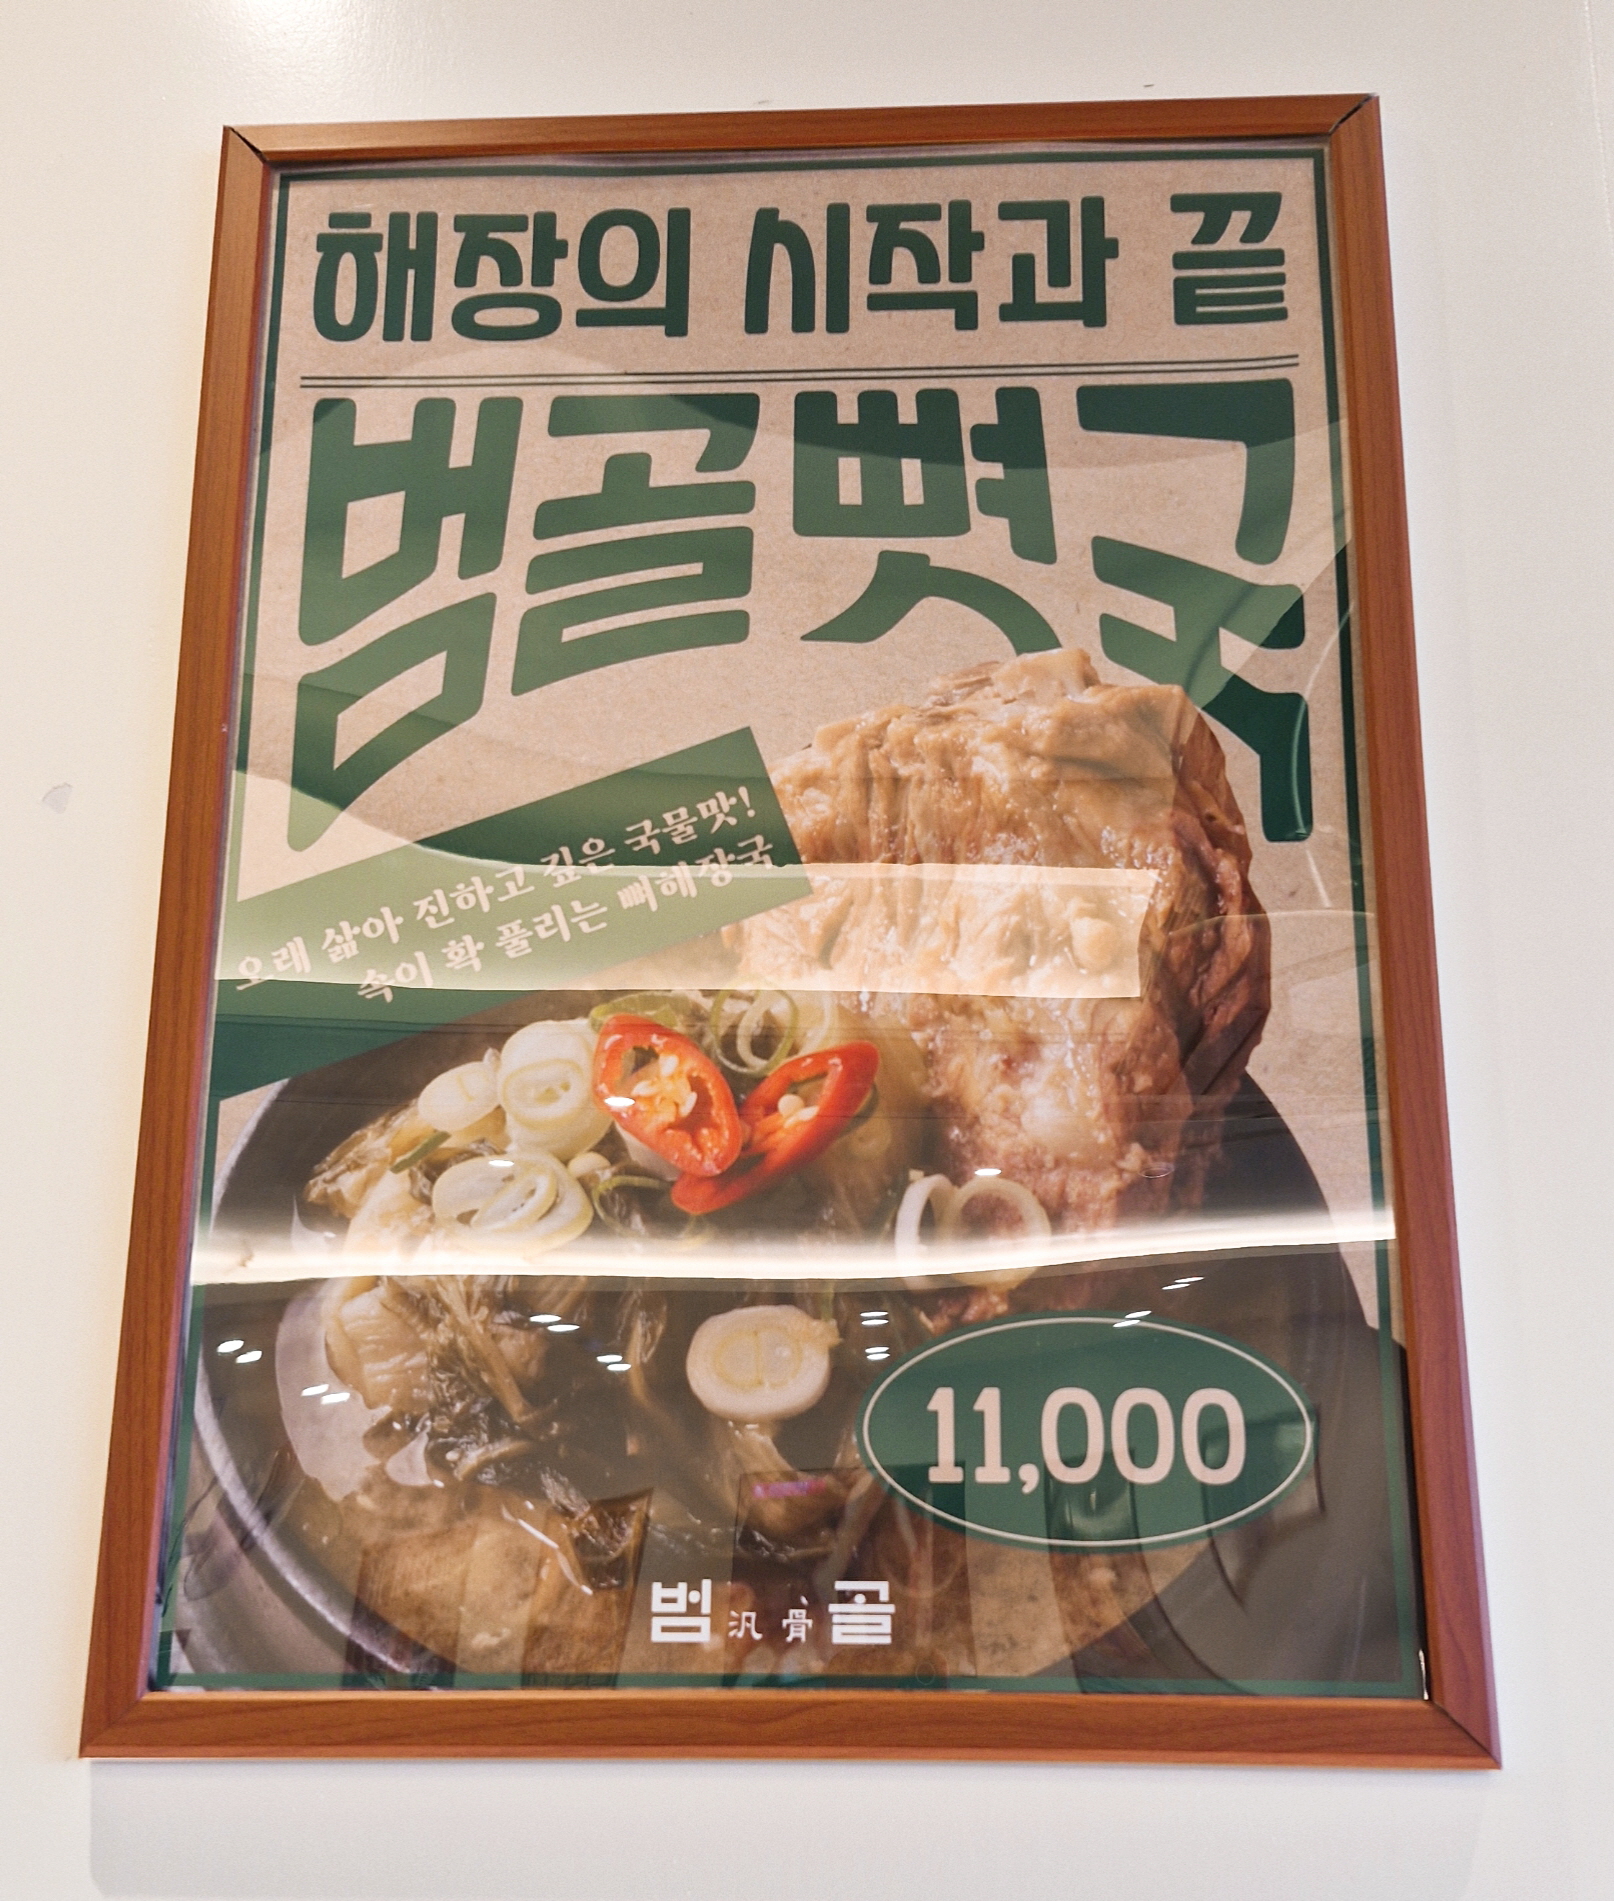 해장의 시작과 끝
범골뼛국
오래 삶아 진하고 깊은 국물맛!
속이 확 풀리는 뼈해장국
11,000
범汎骨골